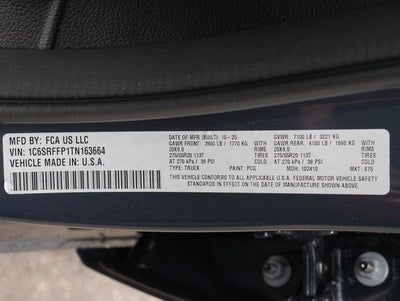 MFD BY: FCA US LLC
VIN: 1C6SRFFP1TN163664
VEHICLE MADE IN: U.S.A.
DATE OF MFR (BUILT): 10-25 GVWR: 7100 LB / 3221 KG
GAWR FRONT: 3900 LB / 1770 KG GAWR REAR: 4100 LB / 1860 KG
20X9.0 20X9.0
275/55R20 113T 275/55R20 113T
AT 270 kPa / 39 PSI COLD AT 270 kPa / 39 PSI COLD
TYPE: TRUCK PAINT: PCG MDH: 102410 MKT: 875
THIS VEHICLE CONFORMS TO ALL APPLICABLE U.S.A. FEDERAL MOTOR VEHICLE SAFETY
STANDARDS IN EFFECT ON THE DATE OF MANUFACTURE SHOWN ABOVE.